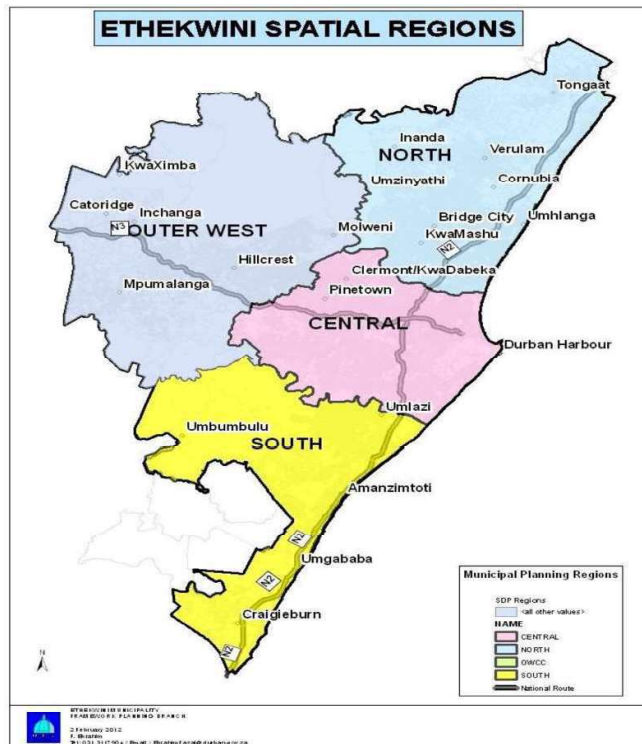 ETHEKWINI SPATIAL REGIONS
Tongaat
Inanda
NORTH
Verulam
KwaXimba
Umzinyathi
Cornubia
Catoridge
Inchanga
Umhlanga
N3
OUTER WEST
Molweni
Bridge City
KwaMashu
N2
Hillcrest
Clermont/KwaDabeka
Mpumalanga
Pinetown
CENTRAL
Durban Harbour
Umlazi
Umbumbulu
SOUTH
Amanzimtoti
N2
Umgababa
N2
Craigieburn
N2
Municipal Planning Regions
SDP Regions
<all other values>
NAME
CENTRAL
NORTH
OWCC
SOUTH
National Route
N
ETHEKWINI MUNICIPALITY
FRAMEWORK PLANNING BRANCH
2 February 2012